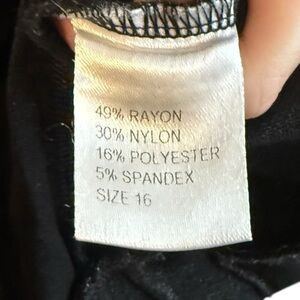 49% RAYON
30% NYLON
16% POLYESTER
5% SPANDEX
SIZE 16